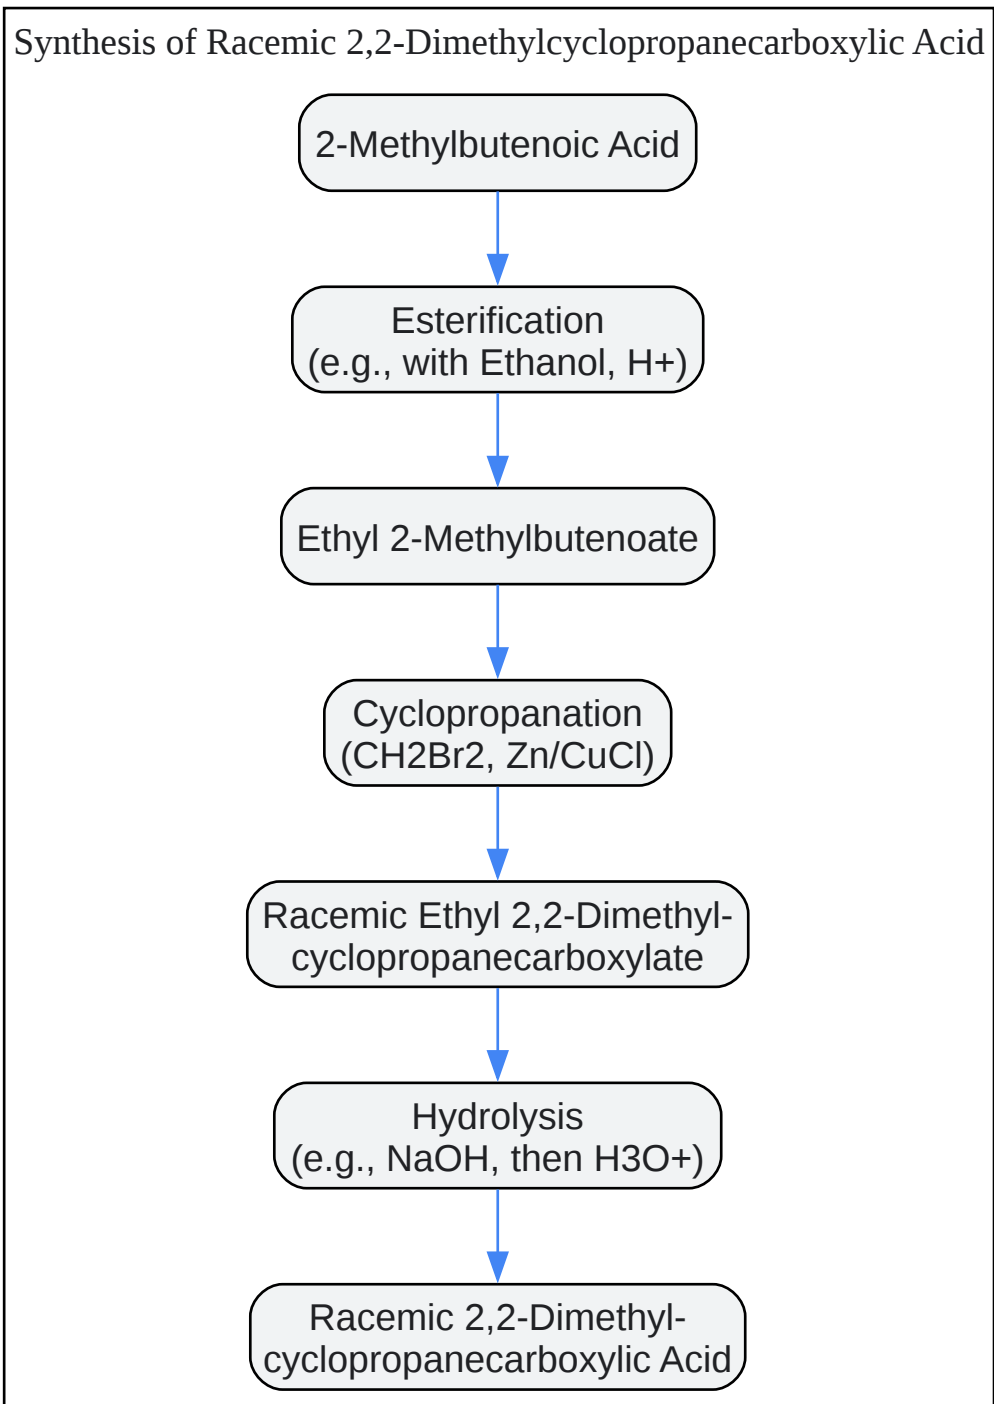 Synthesis of Racemic 2,2-Dimethylcyclopropanecarboxylic Acid
2-Methylbutenoic Acid
Esterification
(e.g., with Ethanol, H+)
Ethyl 2-Methylbutenoate
Cyclopropanation
(CH2Br2, Zn/CuCl)
Racemic Ethyl 2,2-Dimethyl-
cyclopropanecarboxylate
Hydrolysis
(e.g., NaOH, then H3O+)
Racemic 2,2-Dimethyl-
cyclopropanecarboxylic Acid